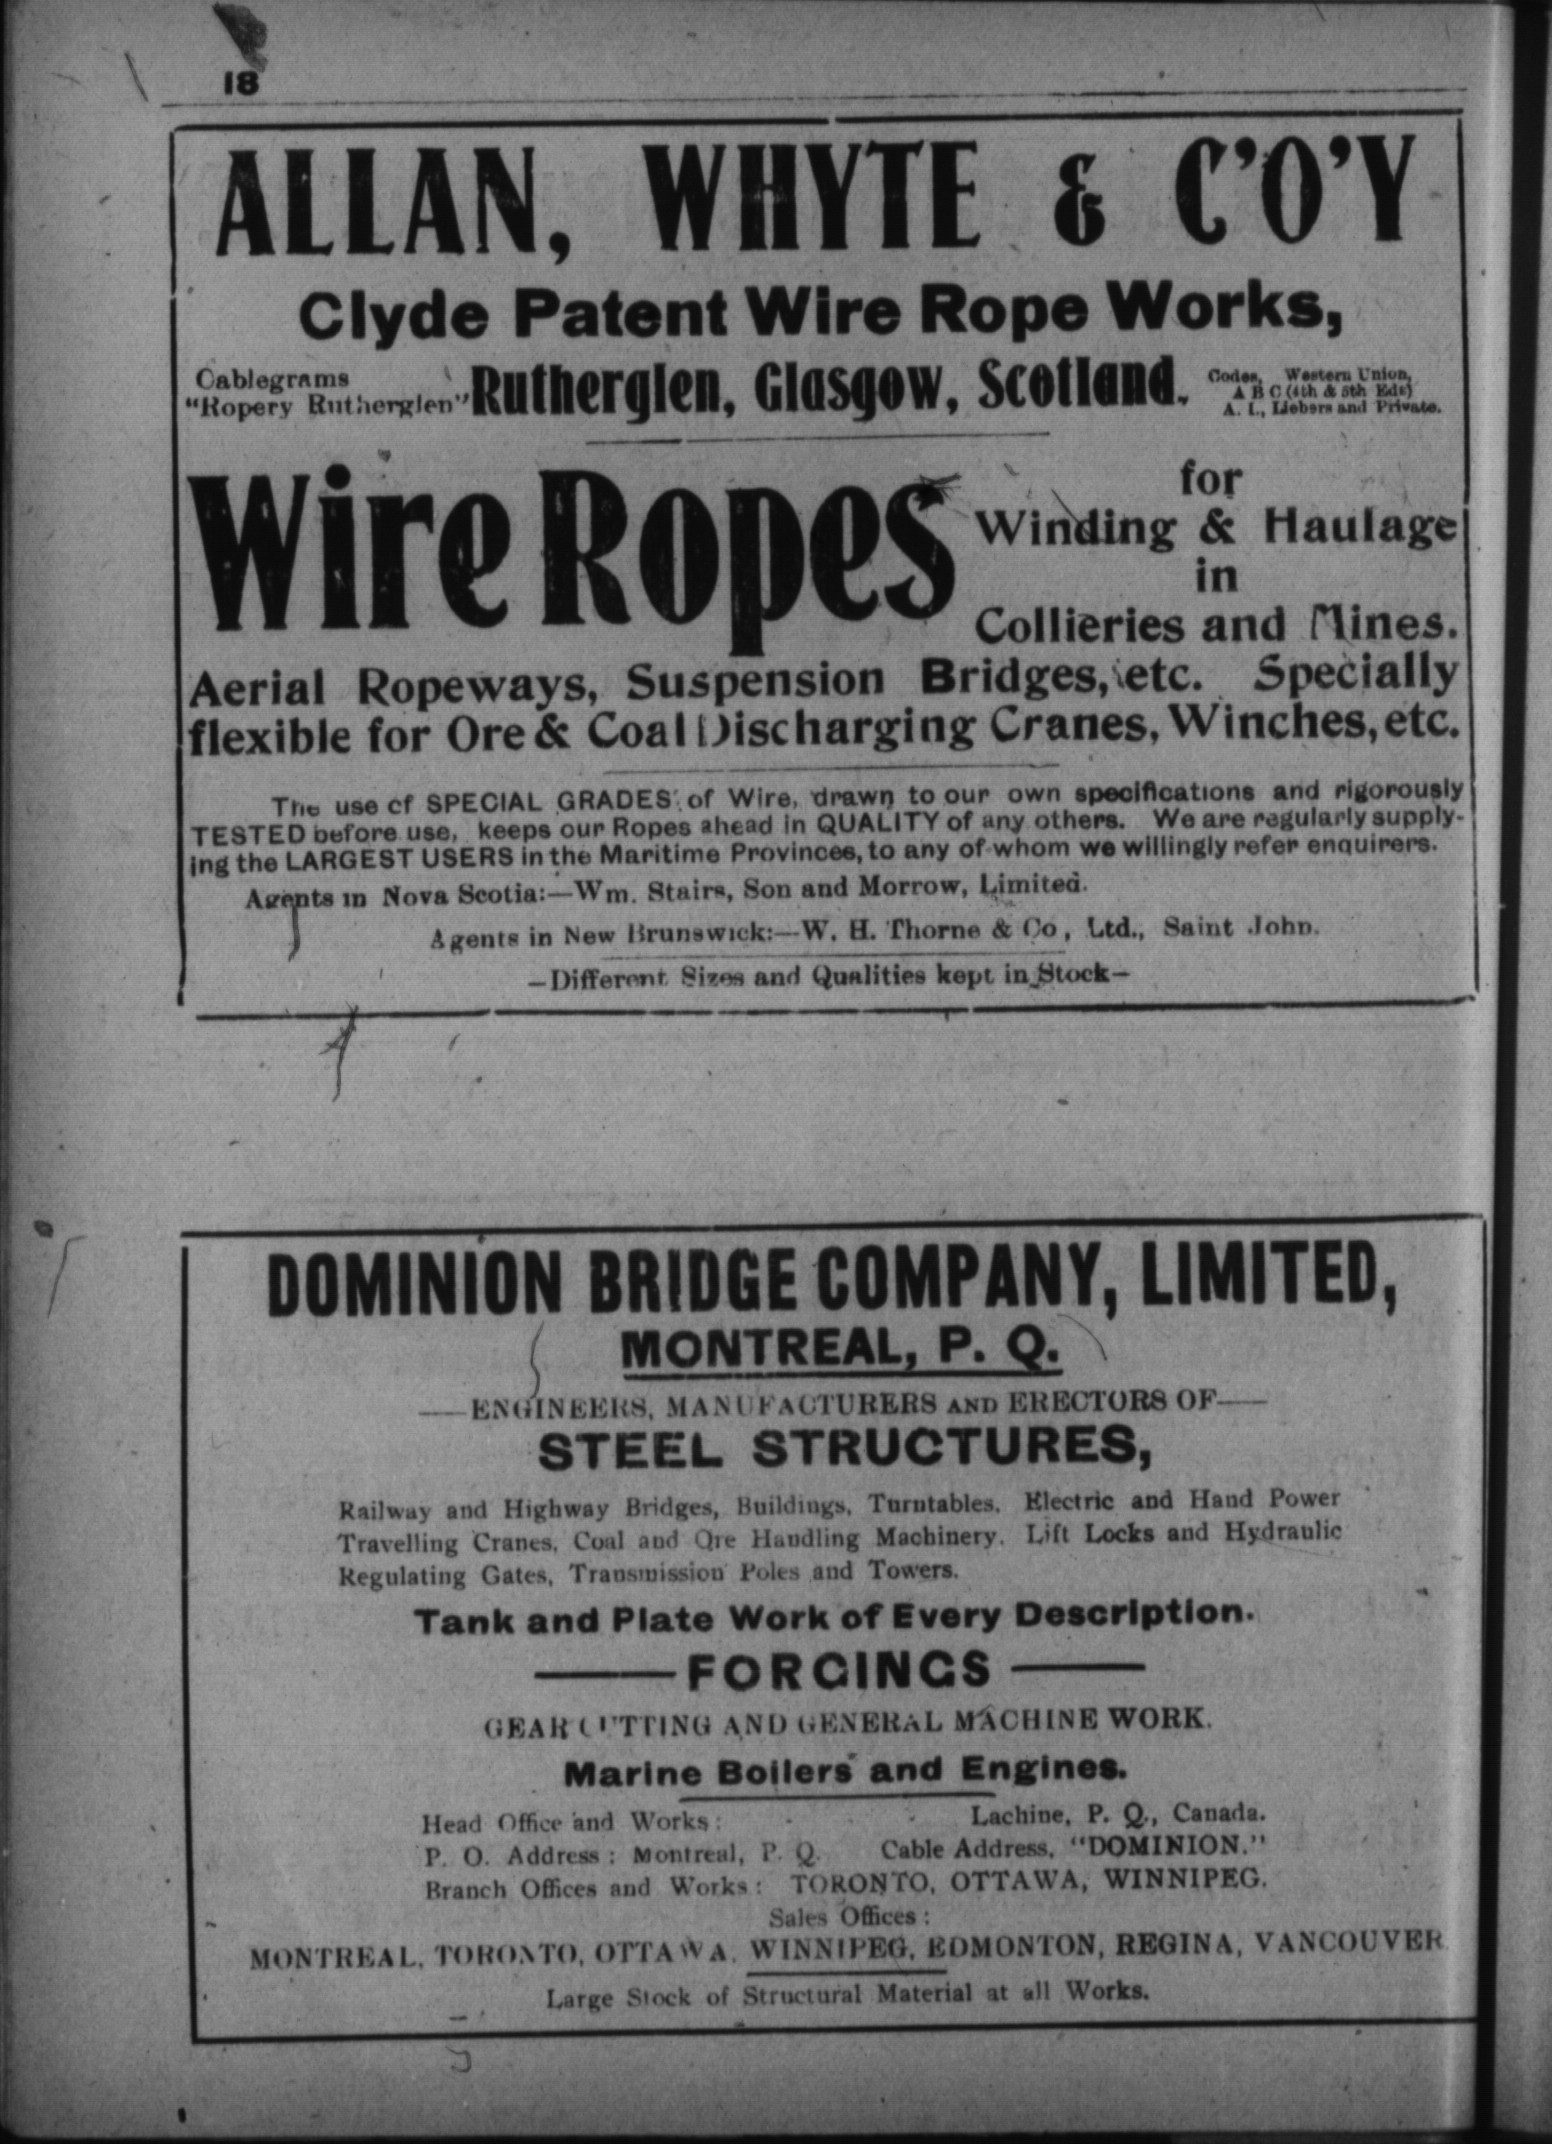 18
ALLAN, WHYTE & C'O'Y
Clyde Patent Wire Rope Works,
Cablegrams
"Ropery Rutherglen"
Rutherglen, Glasgow, Scotland.
Codes, Western Union,
A B C (4th & 5th Eds)
A. I., Liebers and Private.
Wire Ropes
for
Winding & Haulage
in
Collieries and Mines.
Aerial Ropeways, Suspension Bridges, etc. Specially
flexible for Ore & Coal Discharging Cranes, Winches, etc.
The use of SPECIAL GRADES of Wire, drawn to our own specifications and rigorously
TESTED before use, keeps our Ropes ahead in QUALITY of any others. We are regularly supply-
ing the LARGEST USERS in the Maritime Provinces, to any of whom we willingly refer enquirers.
Agents in Nova Scotia:—Wm. Stairs, Son and Morrow, Limited.
Agents in New Brunswick:—W. H. Thorne & Co, Ltd., Saint John.
—Different Sizes and Qualities kept in Stock—
DOMINION BRIDGE COMPANY, LIMITED,
MONTREAL, P. Q.
—ENGINEERS, MANUFACTURERS AND ERECTORS OF—
STEEL STRUCTURES,
Railway and Highway Bridges, Buildings, Turntables, Electric and Hand Power
Travelling Cranes, Coal and Ore Handling Machinery, Lift Locks and Hydraulic
Regulating Gates, Transmission Poles and Towers.
Tank and Plate Work of Every Description.
—FORGINGS—
GEAR CUTTING AND GENERAL MACHINE WORK.
Marine Boilers and Engines.
Head Office and Works: - - Lachine, P. Q., Canada.
P. O. Address: Montreal, P. Q. Cable Address, "DOMINION."
Branch Offices and Works: TORONTO, OTTAWA, WINNIPEG.
Sales Offices:
MONTREAL, TORONTO, OTTAWA, WINNIPEG, EDMONTON, REGINA, VANCOUVER
Large Stock of Structural Material at all Works.